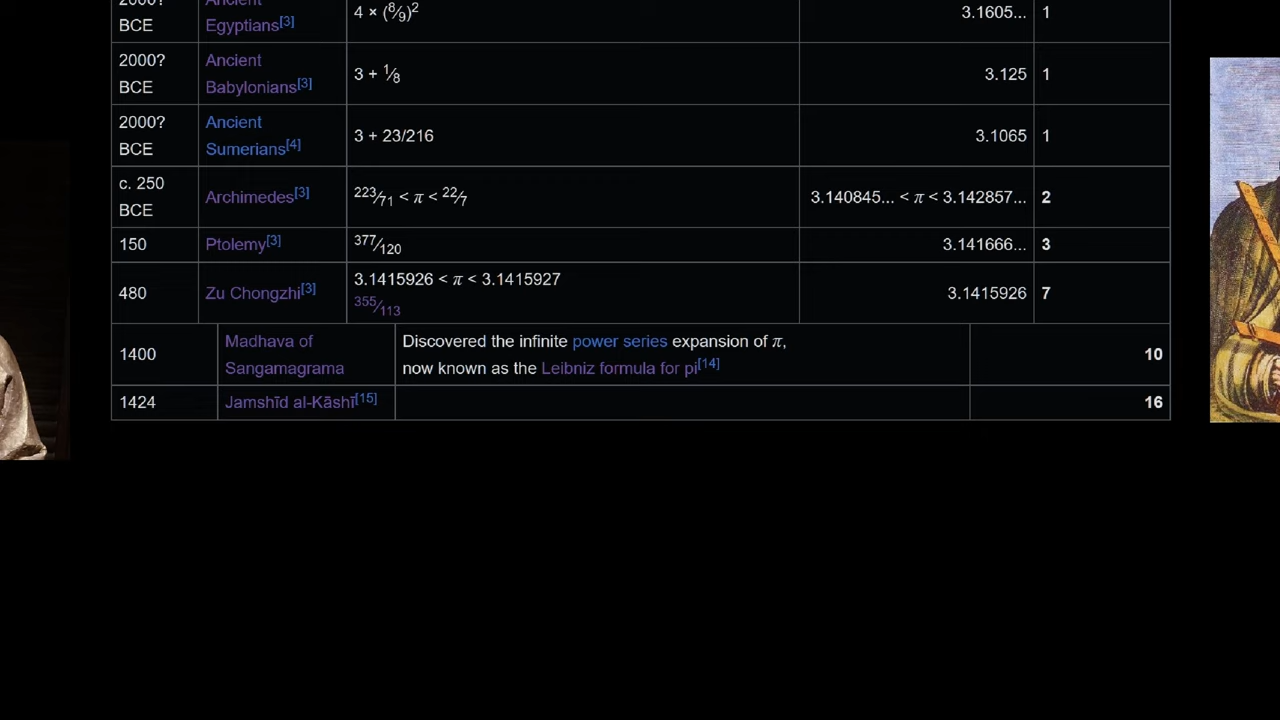 2000? Ancient
BCE Egyptians[3] 4 × (8⁄9)² 3.1605... 1
2000? Ancient
BCE Babylonians[3] 3 + 1⁄8 3.125 1
2000? Ancient
BCE Sumerians[4] 3 + 23/216 3.1065 1
c. 250
BCE Archimedes[3] 223⁄71 < π < 22⁄7 3.140845... < π < 3.142857... 2
150 Ptolemy[3] 377⁄120 3.141666... 3
480 Zu Chongzhi[3] 3.1415926 < π < 3.1415927 3.1415926 7
355⁄113
1400 Madhava of Discovered the infinite power series expansion of π, 10
Sangamagrama now known as the Leibniz formula for pi[14]
1424 Jamshīd al-Kāshī[15] 16